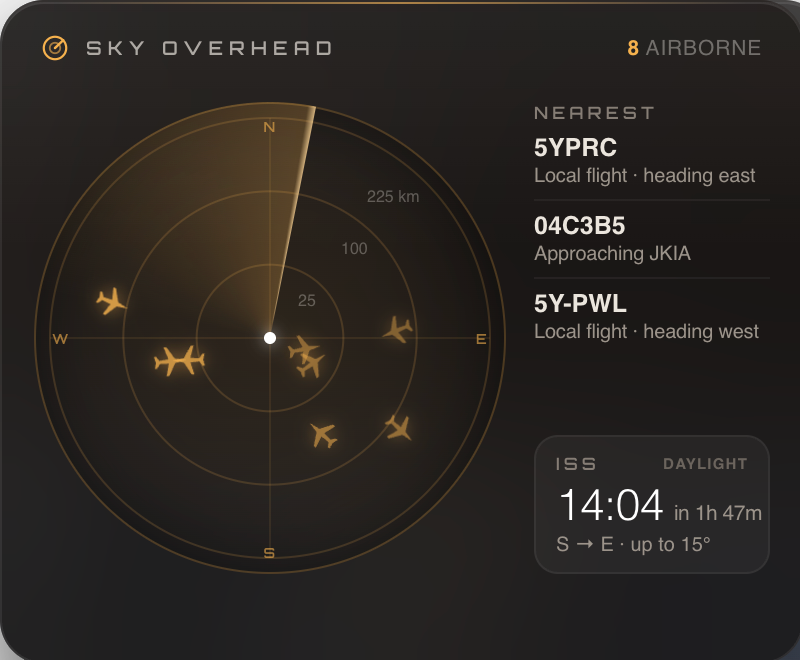 SKY OVERHEAD
8 AIRBORNE
N
225 km
100
25
W
E
S
NEAREST
5YPRC
Local flight · heading east
04C3B5
Approaching JKIA
5Y-PWL
Local flight · heading west
ISS DAYLIGHT
14:04 in 1h 47m
S → E · up to 15°